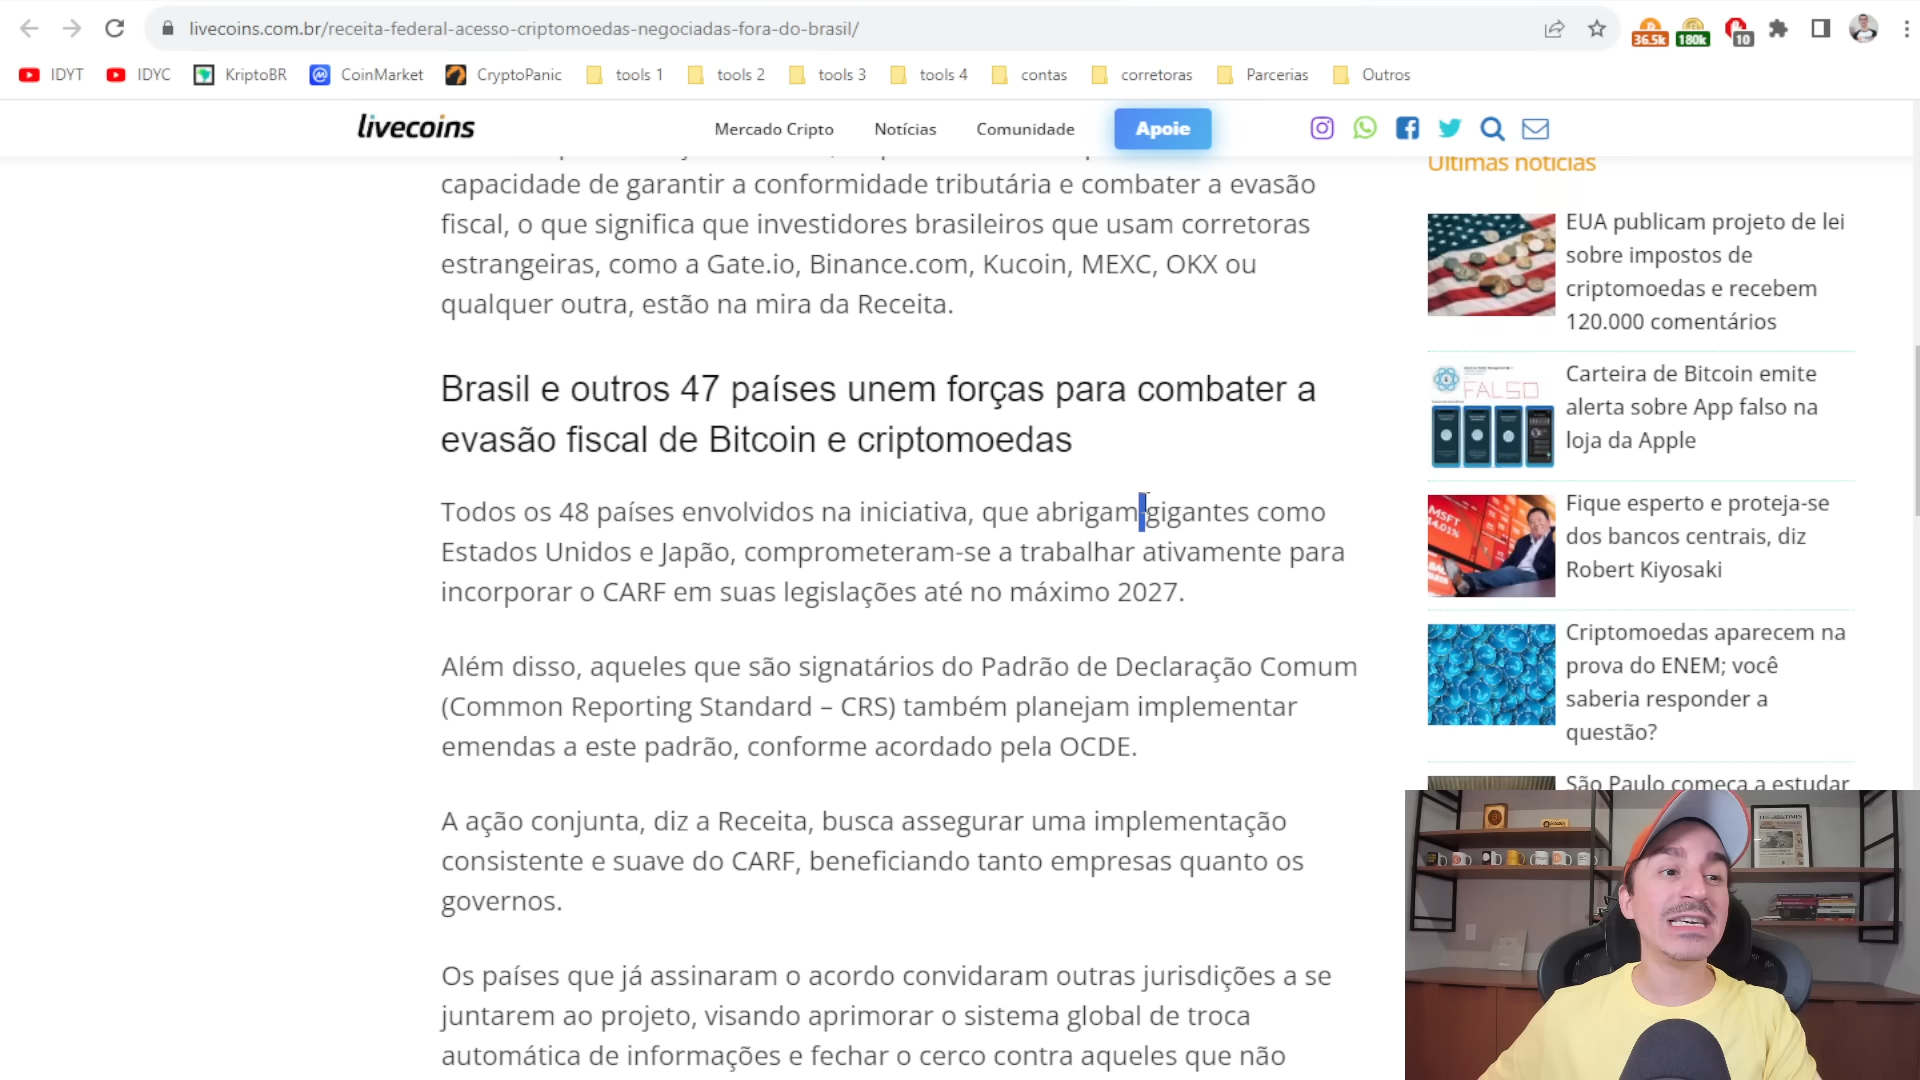 livecoins.com.br/receita-federal-acesso-criptomoedas-negociadas-fora-do-brasil/
36.5k
180k
10
IDYT
IDYC
KriptoBR
CoinMarket
CryptoPanic
tools 1
tools 2
tools 3
tools 4
contas
corretoras
Parcerias
Outros
livecoins
Mercado Cripto
Notícias
Comunidade
Apoie
capacidade de garantir a conformidade tributária e combater a evasão
fiscal, o que significa que investidores brasileiros que usam corretoras
estrangeiras, como a Gate.io, Binance.com, Kucoin, MEXC, OKX ou
qualquer outra, estão na mira da Receita.
Brasil e outros 47 países unem forças para combater a
evasão fiscal de Bitcoin e criptomoedas
Todos os 48 países envolvidos na iniciativa, que abrigam gigantes como
Estados Unidos e Japão, comprometeram-se a trabalhar ativamente para
incorporar o CARF em suas legislações até no máximo 2027.
Além disso, aqueles que são signatários do Padrão de Declaração Comum
(Common Reporting Standard – CRS) também planejam implementar
emendas a este padrão, conforme acordado pela OCDE.
A ação conjunta, diz a Receita, busca assegurar uma implementação
consistente e suave do CARF, beneficiando tanto empresas quanto os
governos.
Os países que já assinaram o acordo convidaram outras jurisdições a se
juntarem ao projeto, visando aprimorar o sistema global de troca
automática de informações e fechar o cerco contra aqueles que não
Últimas notícias
EUA publicam projeto de lei
sobre impostos de
criptomoedas e recebem
120.000 comentários
FALSO
Carteira de Bitcoin emite
alerta sobre App falso na
loja da Apple
MSFT
14.01%
Fique esperto e proteja-se
dos bancos centrais, diz
Robert Kiyosaki
Criptomoedas aparecem na
prova do ENEM; você
saberia responder a
questão?
São Paulo começa a estudar